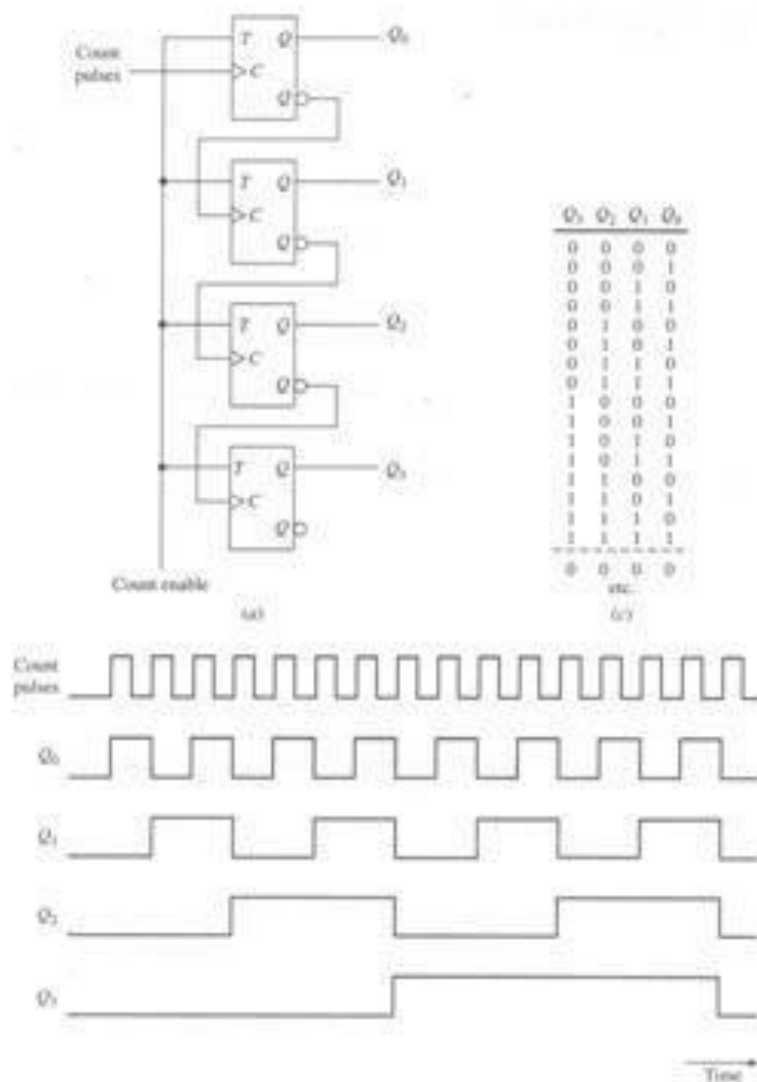 T Q Q₀
Count
pulses
C
Q
T Q Q₁
C
Q
T Q Q₂
C
Q
T Q Q₃
C
Q
Count enable
(a)
Q₃ Q₂ Q₁ Q₀
0 0 0 0
0 0 0 1
0 0 1 0
0 0 1 1
0 1 0 0
0 1 0 1
0 1 1 0
0 1 1 1
1 0 0 0
1 0 0 1
1 0 1 0
1 0 1 1
1 1 0 0
1 1 0 1
1 1 1 0
1 1 1 1
0 0 0 0
etc.
(c)
Count
pulses
Q₀
Q₁
Q₂
Q₃
Time